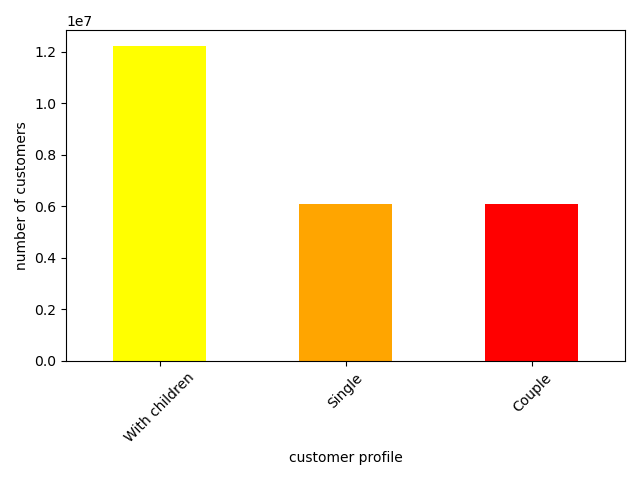 1e7
1.2
1.0
0.8
0.6
0.4
0.2
0.0
number of customers
With children
Single
Couple
customer profile